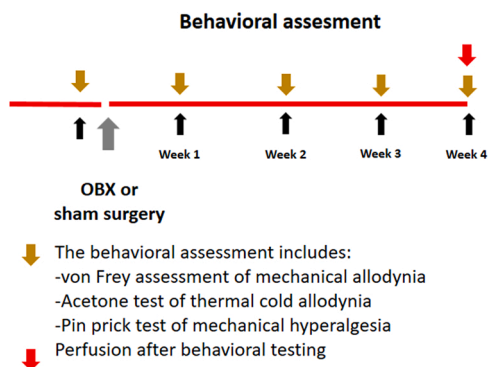 Behavioral assesment
Week 1
Week 2
Week 3
Week 4
OBX or
sham surgery
The behavioral assessment includes:
-von Frey assessment of mechanical allodynia
-Acetone test of thermal cold allodynia
-Pin prick test of mechanical hyperalgesia
Perfusion after behavioral testing